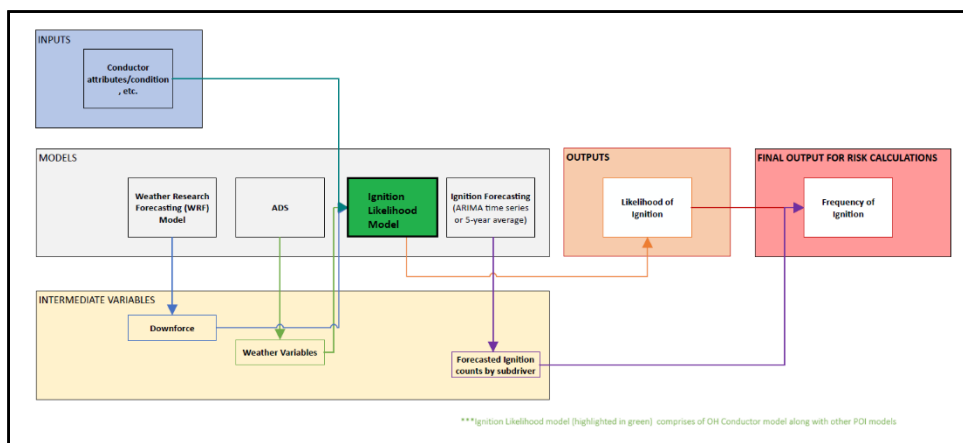 INPUTS
Conductor
attributes/condition
, etc.
MODELS
Weather Research
Forecasting (WRF)
Model
ADS
Ignition
Likelihood
Model
Ignition Forecasting
(ARIMA time series
or 5-year average)
OUTPUTS
Likelihood of
Ignition
FINAL OUTPUT FOR RISK CALCULATIONS
Frequency of
Ignition
INTERMEDIATE VARIABLES
Downforce
Weather Variables
Forecasted Ignition
counts by subdriver
***Ignition Likelihood model (highlighted in green) comprises of OH Conductor model along with other POI models